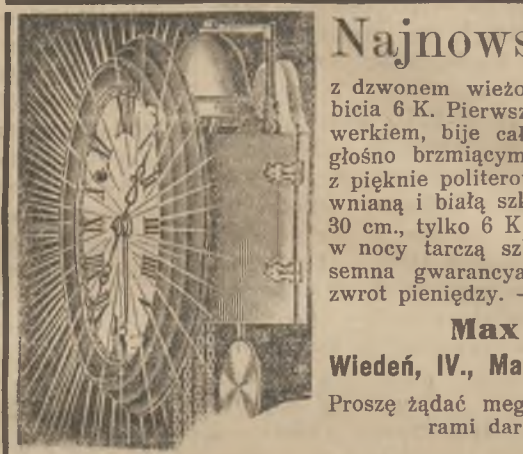 Najnows
z dzwonem wieżo
bicia 6 K. Pierwsz
werkiem, bije cał
głośno brzmiącym
z pięknie politerow
wnianą i białą szk
30 cm., tylko 6 K
w nocy tarczą sz
semna gwarancya
zwrot pieniędzy. —
Max
Wiedeń, IV., Ma
Proszę żądać meg
rami dar